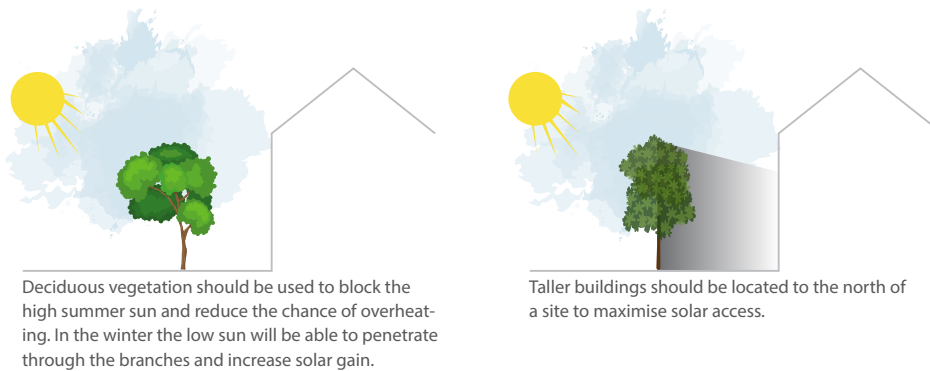 Deciduous vegetation should be used to block the
high summer sun and reduce the chance of overheat-
ing. In the winter the low sun will be able to penetrate
through the branches and increase solar gain.
Taller buildings should be located to the north of
a site to maximise solar access.